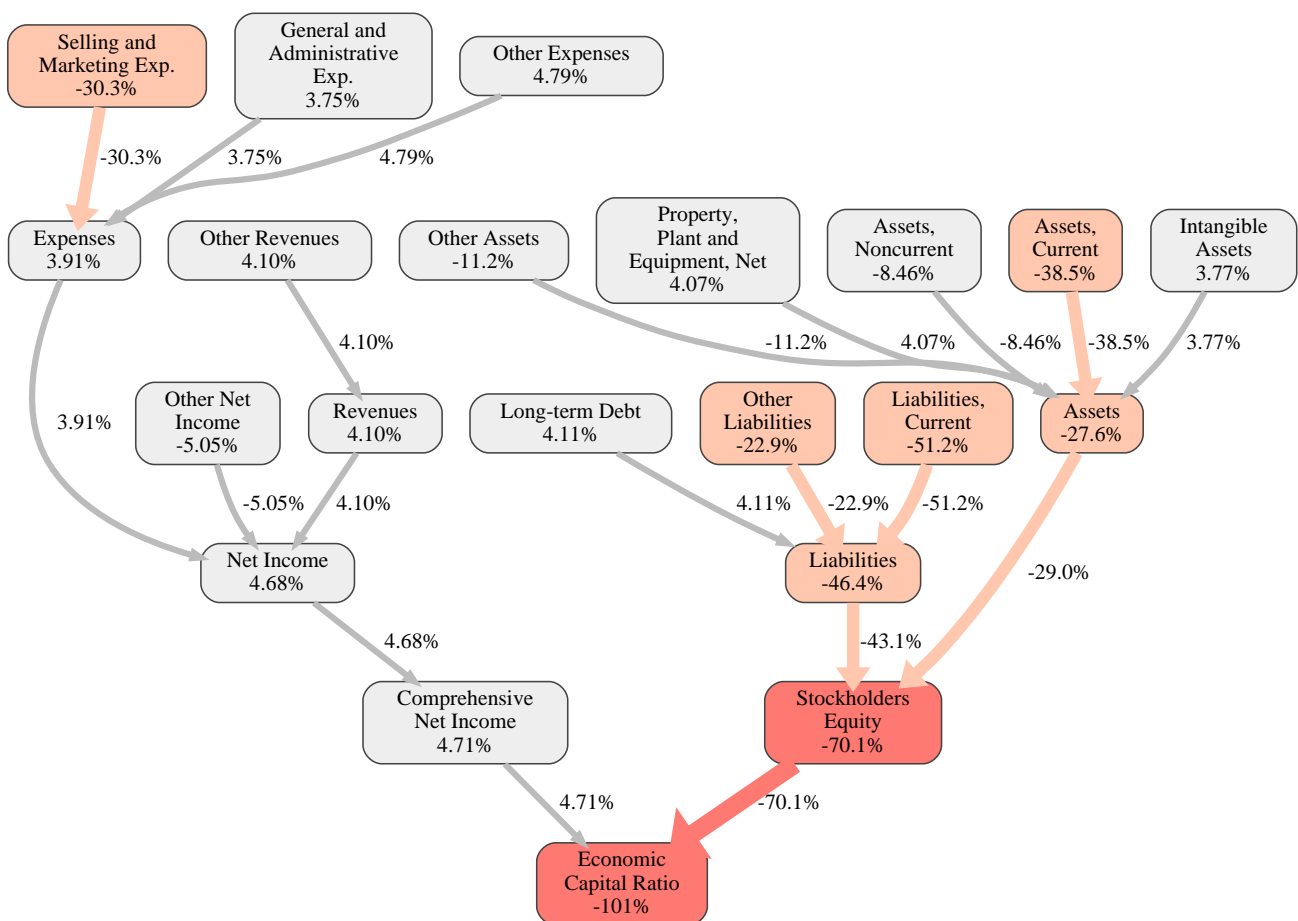 Selling and
Marketing Exp.
-30.3%
General and
Administrative
Exp.
3.75%
Other Expenses
4.79%
-30.3%
3.75%
4.79%
Expenses
3.91%
Other Revenues
4.10%
Other Assets
-11.2%
Property,
Plant and
Equipment, Net
4.07%
Assets,
Noncurrent
-8.46%
Assets,
Current
-38.5%
Intangible
Assets
3.77%
4.10%
-11.2%
4.07%
-8.46%
-38.5%
3.77%
3.91%
Other Net
Income
-5.05%
Revenues
4.10%
Long-term Debt
4.11%
Other
Liabilities
-22.9%
Liabilities,
Current
-51.2%
Assets
-27.6%
-5.05%
4.10%
4.11%
-22.9%
-51.2%
Net Income
4.68%
Liabilities
-46.4%
-29.0%
4.68%
-43.1%
Comprehensive
Net Income
4.71%
Stockholders
Equity
-70.1%
4.71%
-70.1%
Economic
Capital Ratio
-101%